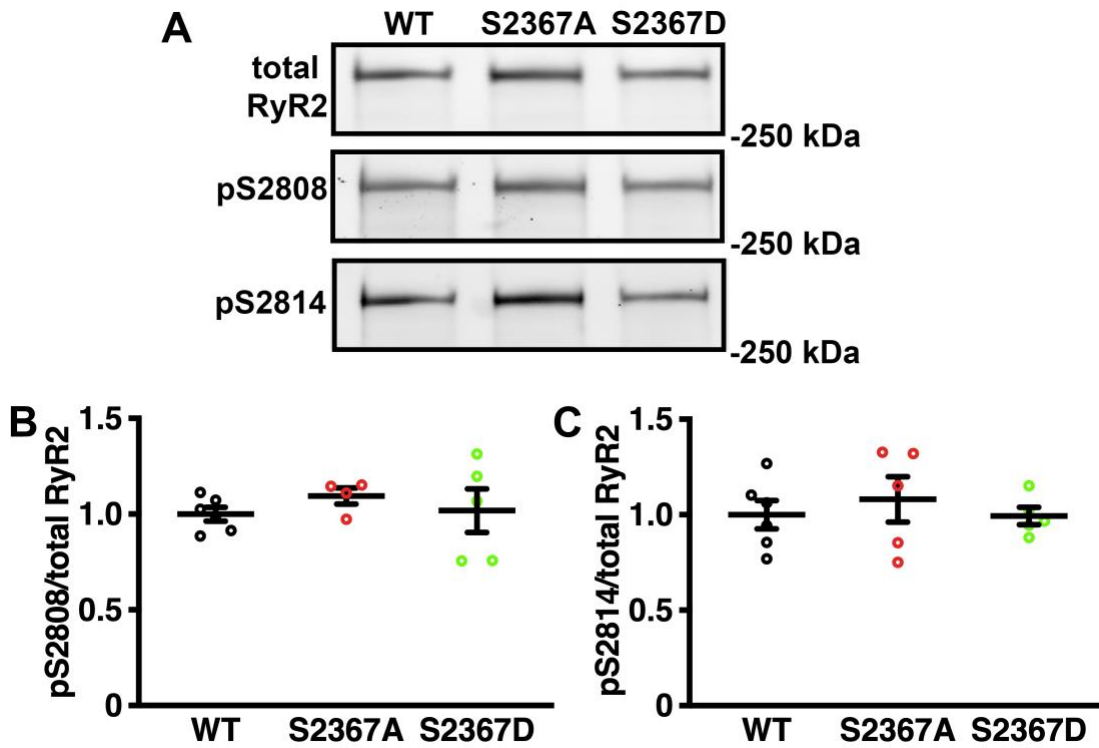 A
WT S2367A S2367D
total
RyR2
-250 kDa
pS2808
-250 kDa
pS2814
-250 kDa
B
pS2808/total RyR2
1.5
1.0
0.5
0
WT S2367A S2367D
C
pS2814/total RyR2
1.5
1.0
0.5
0
WT S2367A S2367D